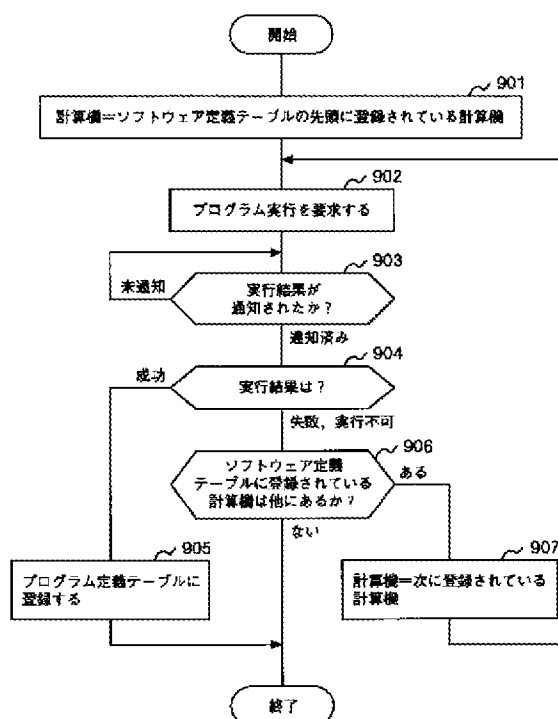 開始
901
計算機=ソフトウェア定義テーブルの先頭に登録されている計算機
902
プログラム実行を要求する
903
未通知
実行結果が
通知されたか?
通知済み
904
成功
実行結果は?
失敗,実行不可
906
ソフトウェア定義
テーブルに登録されている
計算機は他にあるか?
ある
ない
905
プログラム定義テーブルに
登録する
907
計算機=次に登録されている
計算機
終了